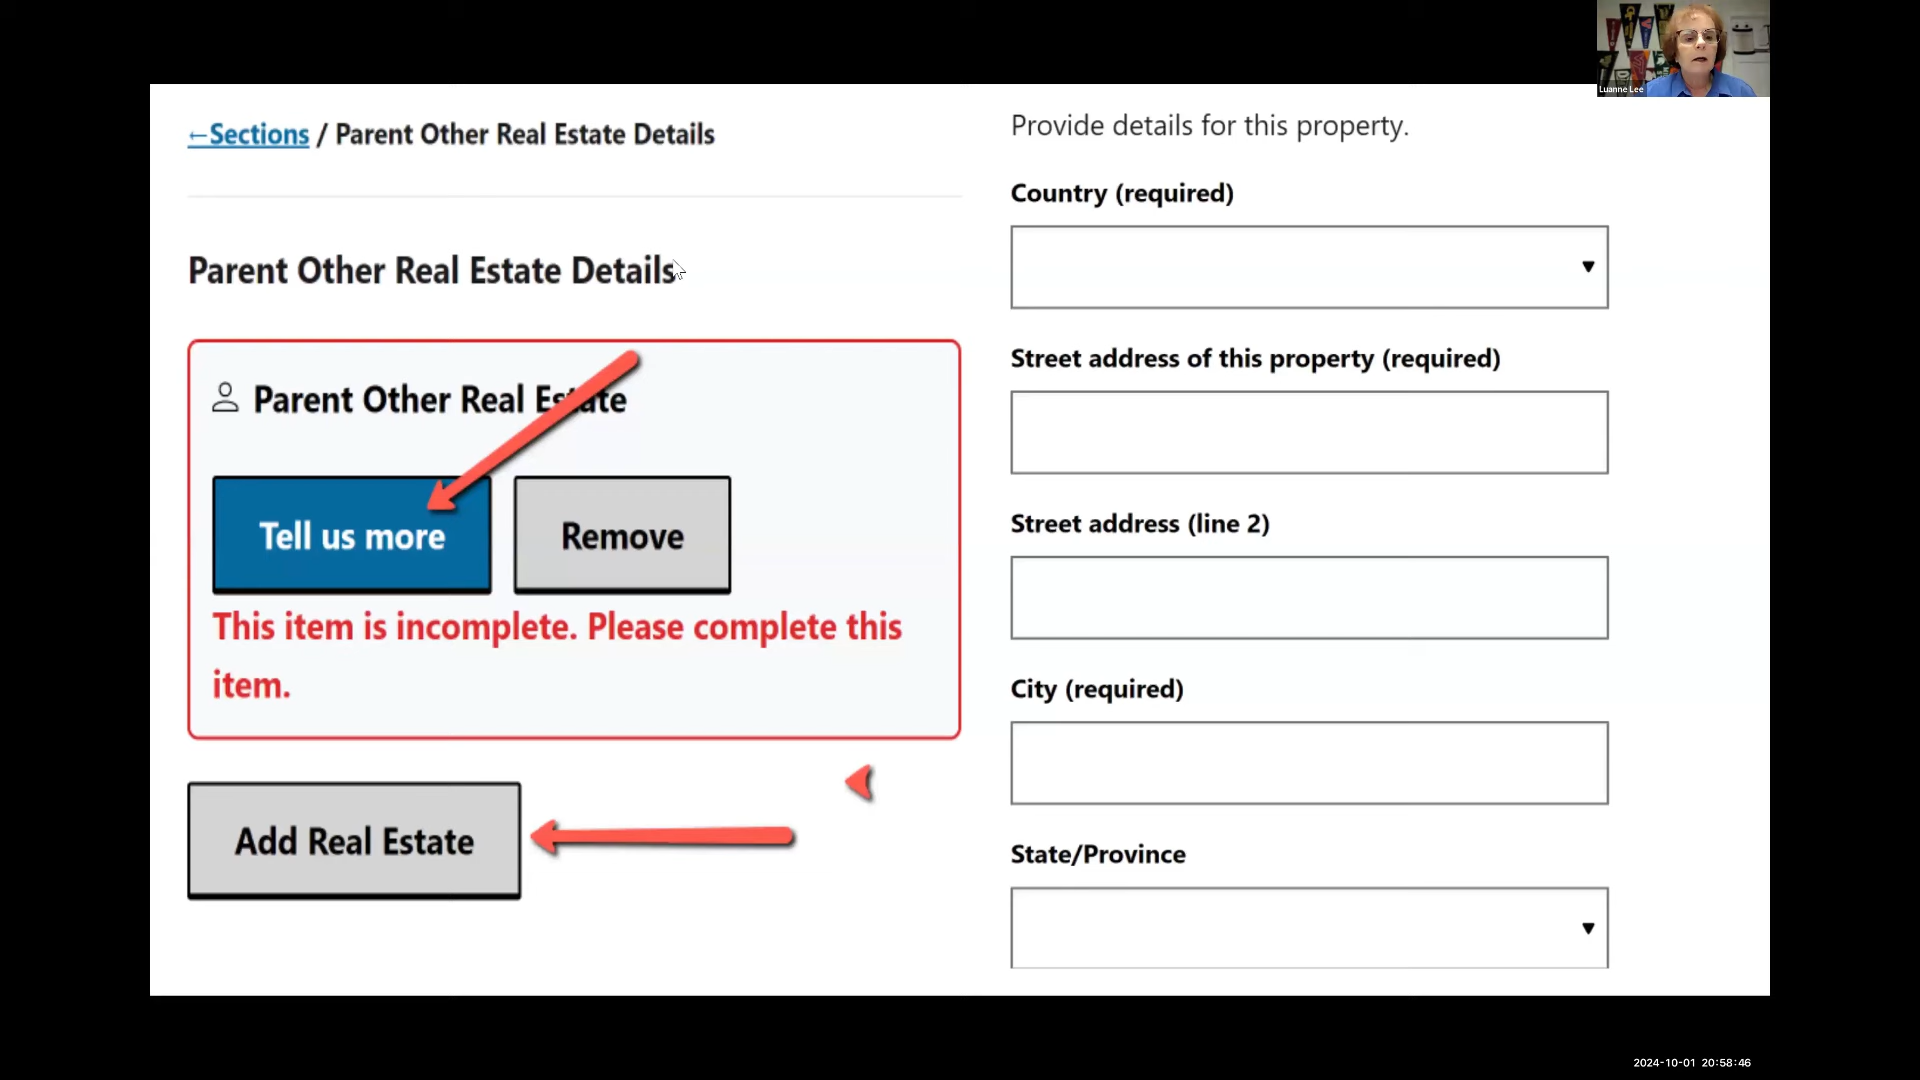 Luanne Lee
←Sections / Parent Other Real Estate Details
Parent Other Real Estate Details
Parent Other Real Estate
Tell us more
Remove
This item is incomplete. Please complete this
item.
Add Real Estate
Provide details for this property.
Country (required)
Street address of this property (required)
Street address (line 2)
City (required)
State/Province
2024-10-01 20:58:46